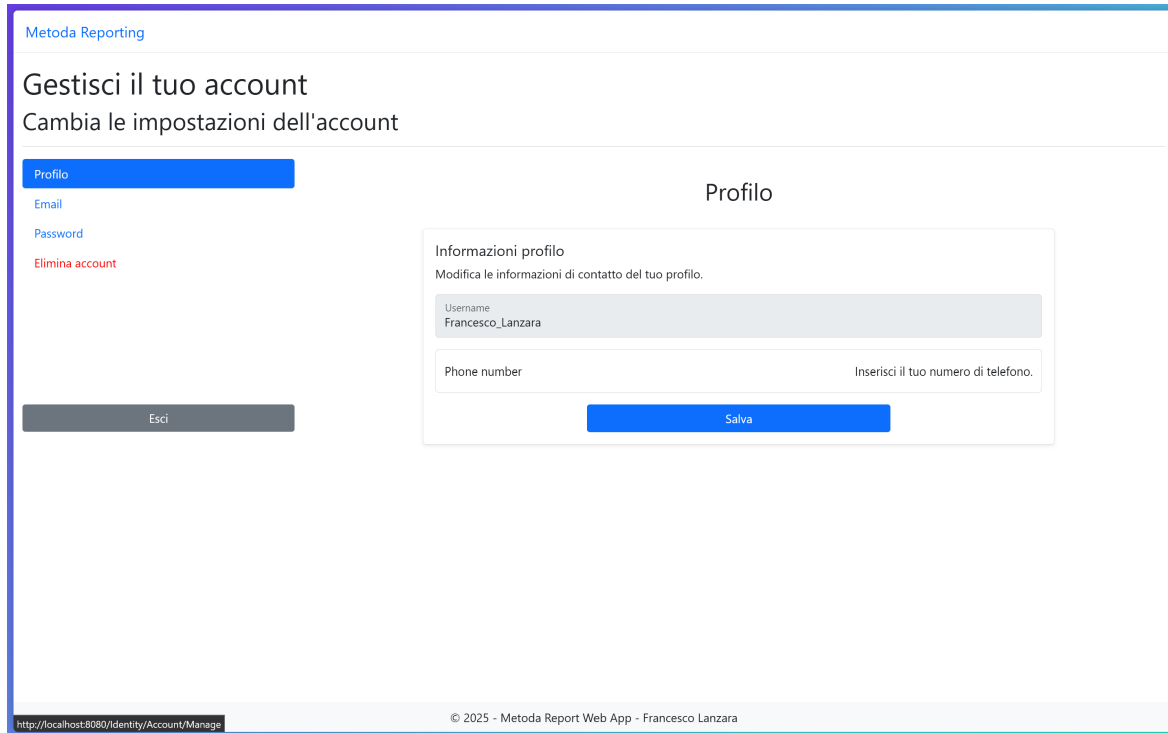 Metoda Reporting
Gestisci il tuo account
Cambia le impostazioni dell'account
Profilo
Email
Password
Elimina account
Esci
Profilo
Informazioni profilo
Modifica le informazioni di contatto del tuo profilo.
Username
Francesco_Lanzara
Phone number Inserisci il tuo numero di telefono.
Salva
© 2025 - Metoda Report Web App - Francesco Lanzara
http://localhost:8080/Identity/Account/Manage